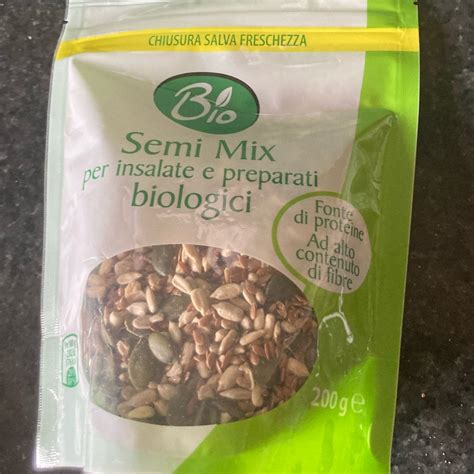 CHIUSURA SALVA FRESCHEZZA
Bio
Semi Mix
per insalate e preparati
biologici
Fonte
di proteine
Ad alto
contenuto
di fibre
200g e